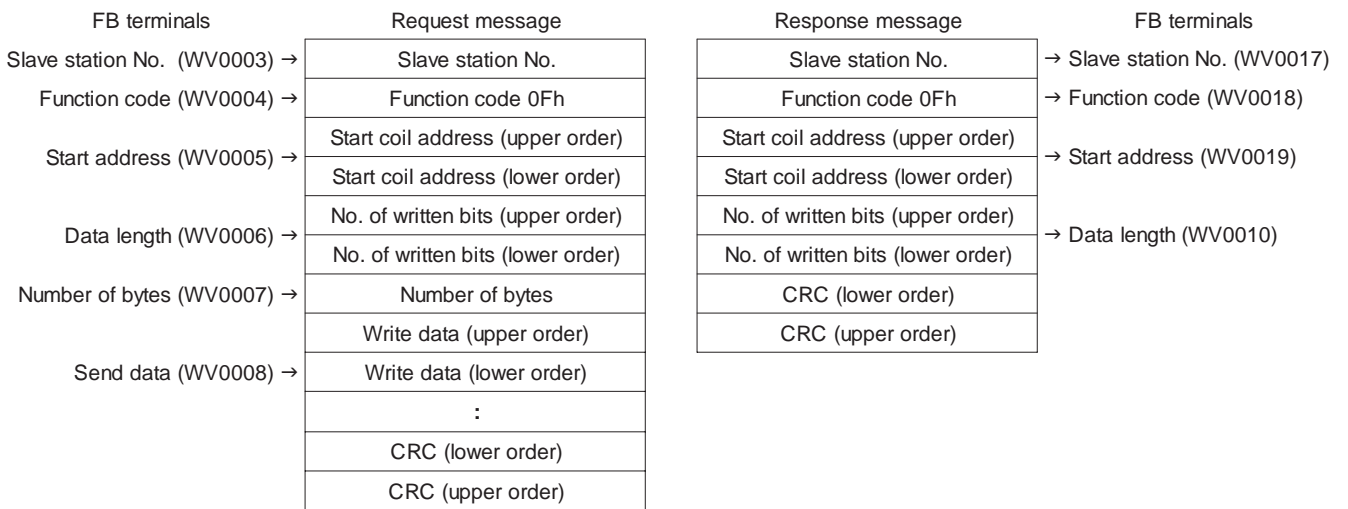 FB terminals
Request message
Slave station No. (WV0003) →
Slave station No.
Function code (WV0004) →
Function code 0Fh
Start address (WV0005) →
Start coil address (upper order)
Start coil address (lower order)
Data length (WV0006) →
No. of written bits (upper order)
No. of written bits (lower order)
Number of bytes (WV0007) →
Number of bytes
Write data (upper order)
Send data (WV0008) →
Write data (lower order)
:
CRC (lower order)
CRC (upper order)
Response message
FB terminals
Slave station No.
→ Slave station No. (WV0017)
Function code 0Fh
→ Function code (WV0018)
Start coil address (upper order)
Start coil address (lower order)
→ Start address (WV0019)
No. of written bits (upper order)
No. of written bits (lower order)
→ Data length (WV0010)
CRC (lower order)
CRC (upper order)